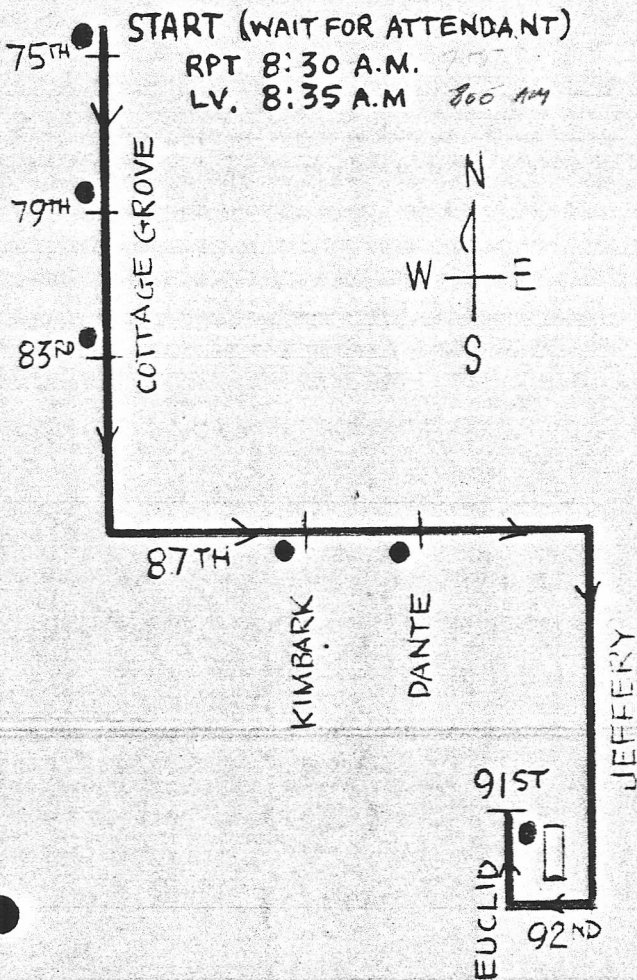 START (WAIT FOR ATTENDANT)
75TH
RPT 8:30 A.M.
LV. 8:35 A.M 800 AM
COTTAGE GROVE
79TH
N
W E
S
83RD
87TH
KIMBARK
DANTE
JEFFERY
91ST
EUCLID
92ND